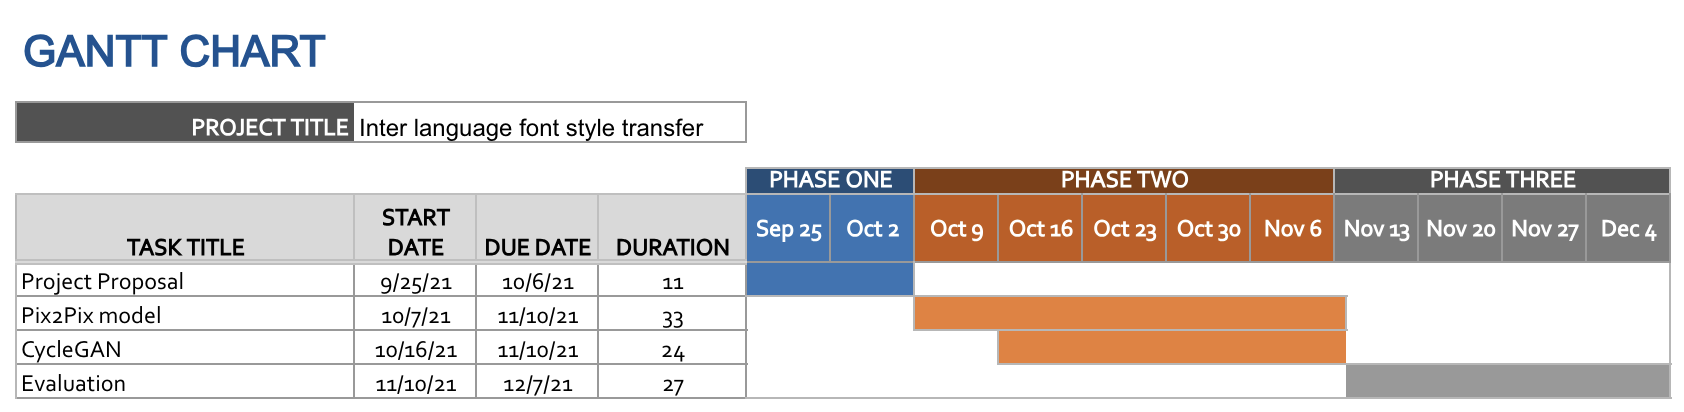 GANTT CHART
PROJECT TITLE Inter language font style transfer
PHASE ONE PHASE TWO PHASE THREE
TASK TITLE START DATE DUE DATE DURATION Sep 25 Oct 2 Oct 9 Oct 16 Oct 23 Oct 30 Nov 6 Nov 13 Nov 20 Nov 27 Dec 4
Project Proposal 9/25/21 10/6/21 11
Pix2Pix model 10/7/21 11/10/21 33
CycleGAN 10/16/21 11/10/21 24
Evaluation 11/10/21 12/7/21 27